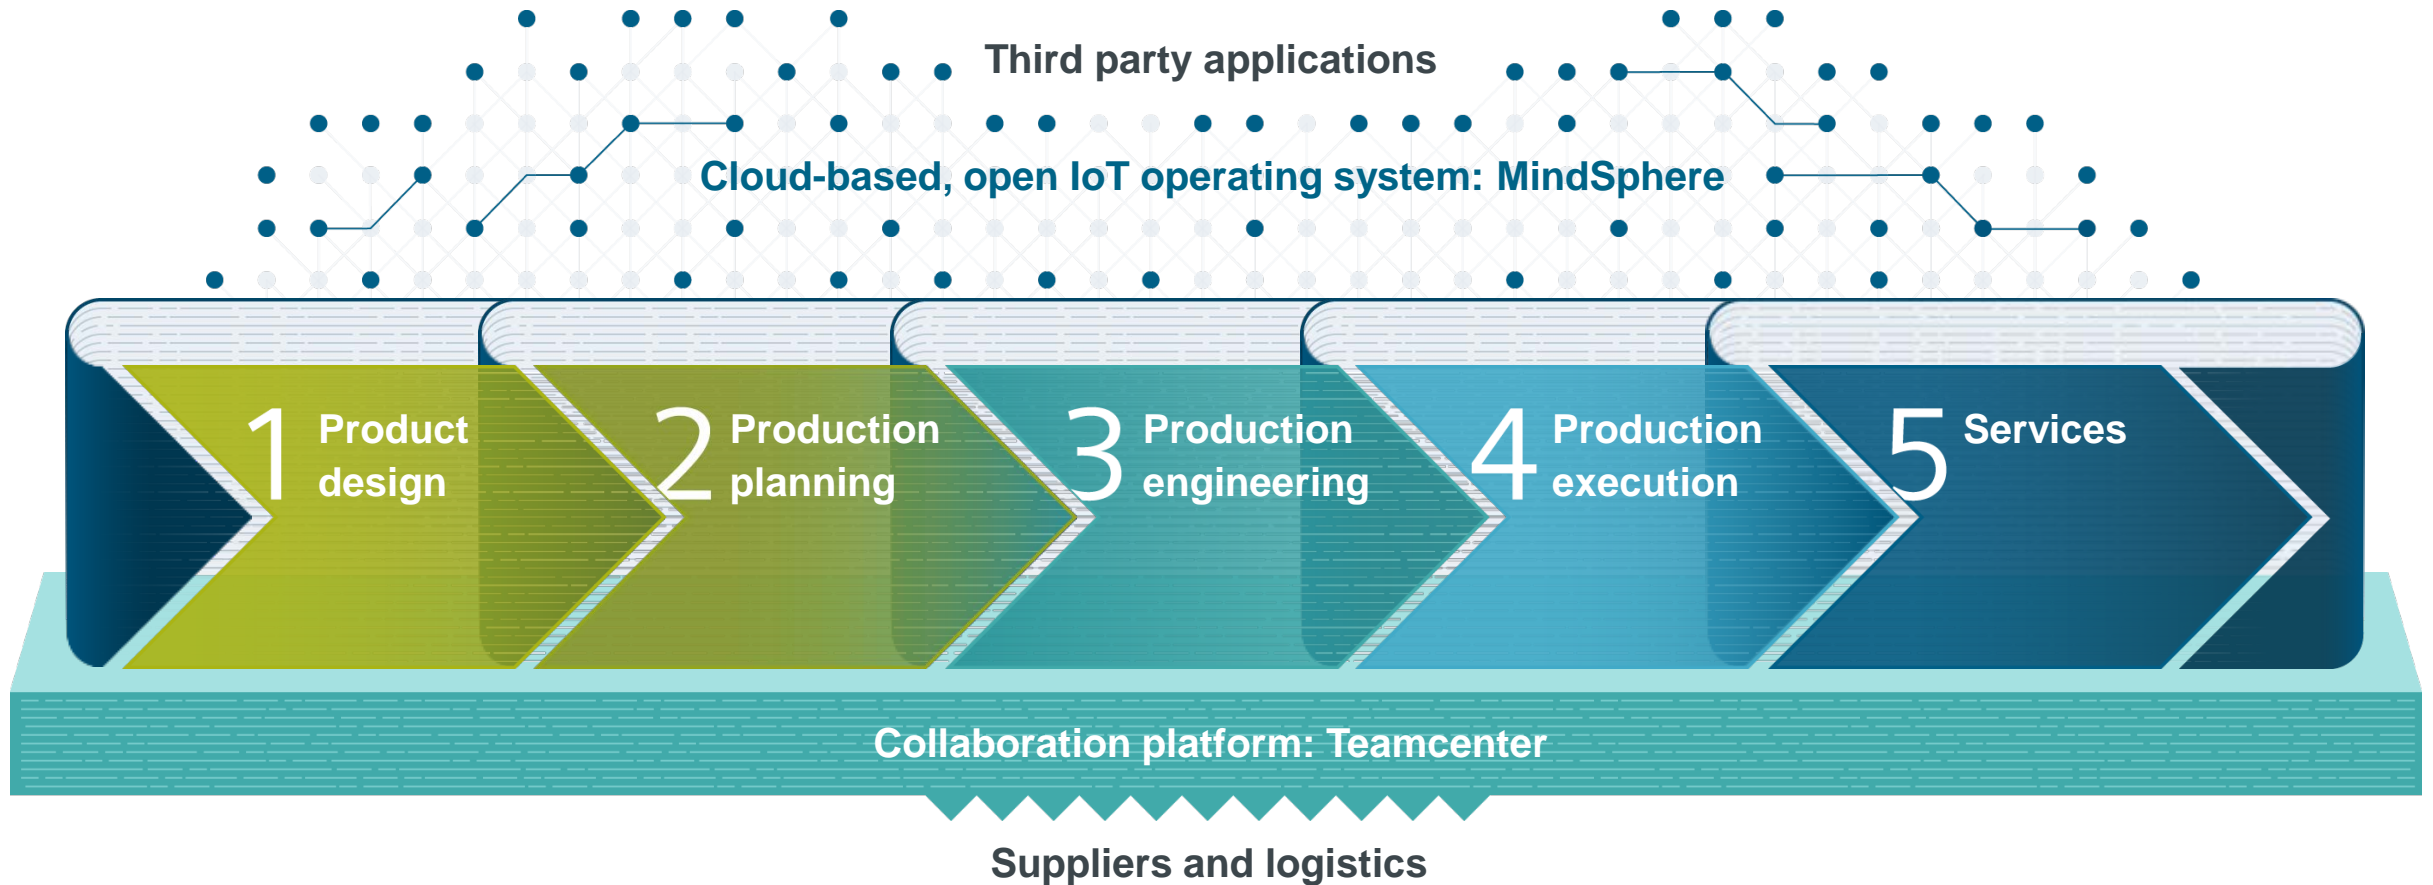 Third party applications
Cloud-based, open IoT operating system: MindSphere
1 Product
design
2 Production
planning
3 Production
engineering
4 Production
execution
5 Services
Collaboration platform: Teamcenter
Suppliers and logistics